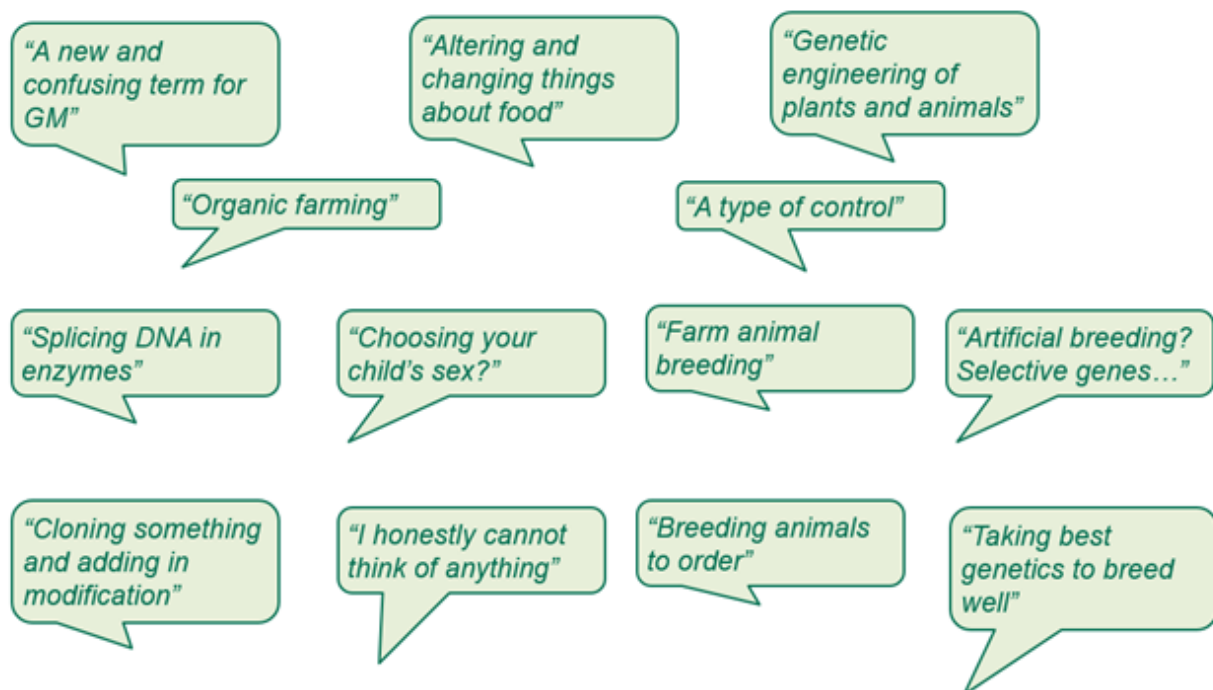 “A new and
confusing term for
GM”
“Altering and
changing things
about food”
“Genetic
engineering of
plants and animals”
“Organic farming”
“A type of control”
“Splicing DNA in
enzymes”
“Choosing your
child’s sex?”
“Farm animal
breeding”
“Artificial breeding?
Selective genes…”
“Cloning something
and adding in
modification”
“I honestly cannot
think of anything”
“Breeding animals
to order”
“Taking best
genetics to breed
well”